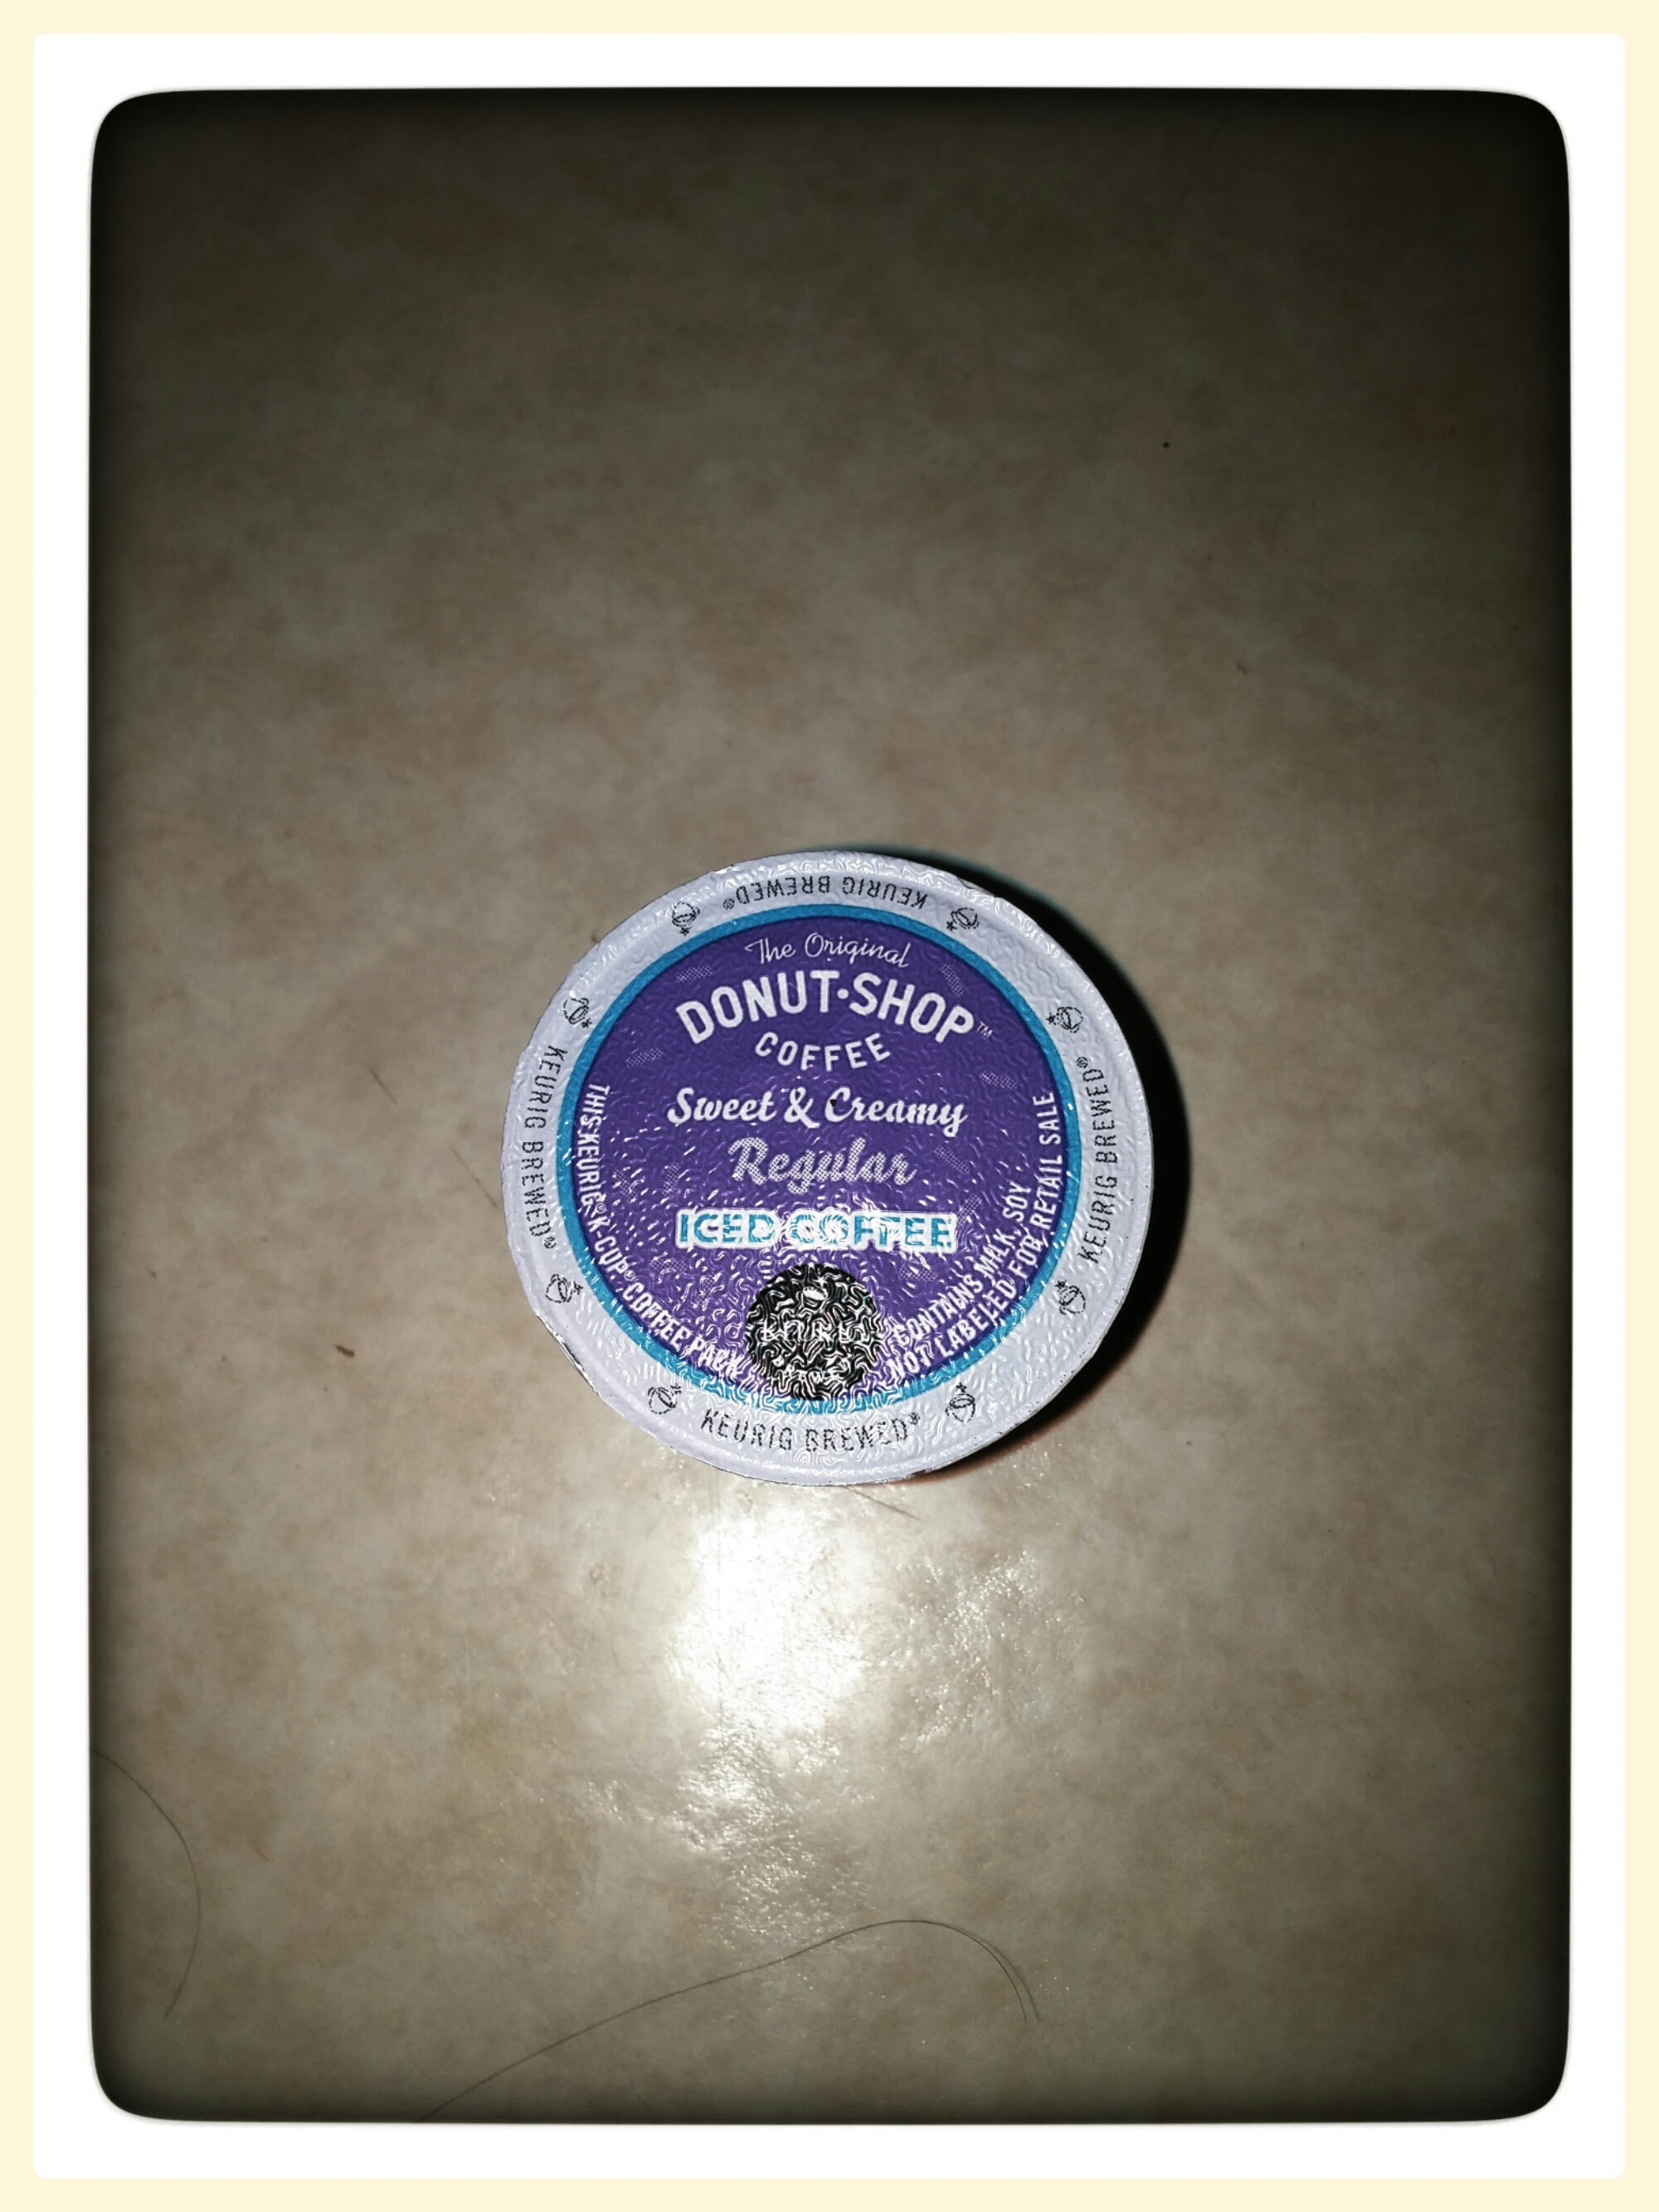 KEURIG BREWED®
The Original
DONUT·SHOP™
COFFEE
Sweet & Creamy
Regular
ICED COFFEE
KEURIG
THIS KEURIG® K-CUP® COFFEE PACK
CONTAINS MILK, SOY
NOT LABELED FOR RETAIL SALE
KEURIG BREWED®
KEURIG BREWED®
KEURIG BREWED®